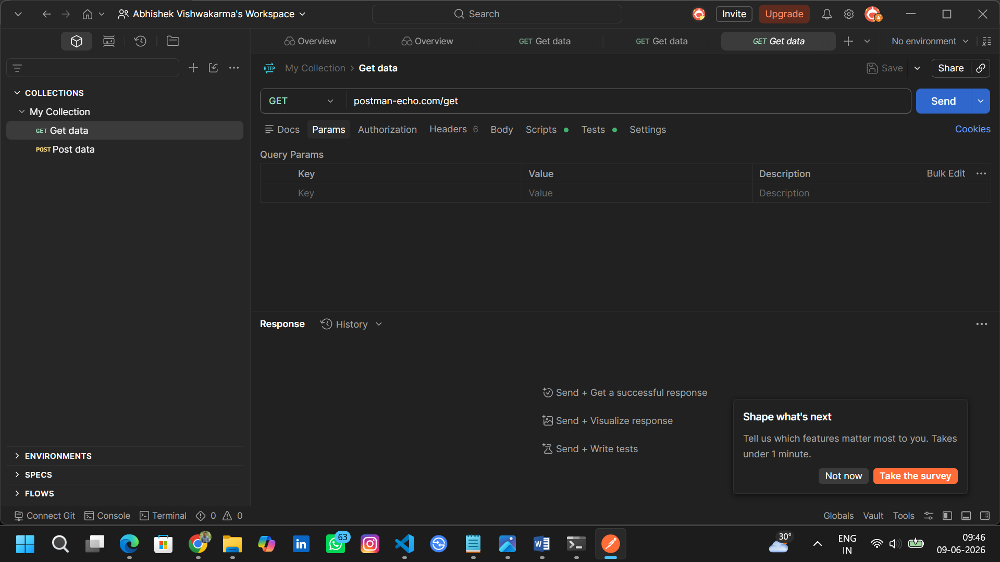 Abhishek Vishwakarma's Workspace
Search
Invite
Upgrade
A
Overview
Overview
GET Get data
GET Get data
GET Get data
No environment
HTTP My Collection > Get data
Save
Share
COLLECTIONS
My Collection
GET Get data
POST Post data
GET
postman-echo.com/get
Send
Docs
Params
Authorization
Headers 6
Body
Scripts
Tests
Settings
Cookies
Query Params
Key Value Description Bulk Edit
Key Value Description
Response
History
Send + Get a successful response
Send + Visualize response
Send + Write tests
Shape what's next
Tell us which features matter most to you. Takes
under 1 minute.
Not now
Take the survey
ENVIRONMENTS
SPECS
FLOWS
Connect Git
Console
Terminal
0
0
Globals
Vault
Tools
in
63
W
30°
ENG
IN
09:46
09-06-2026